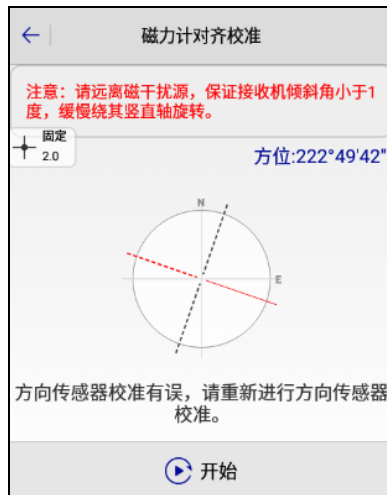 磁力计对齐校准
注意：请远离磁干扰源，保证接收机倾斜角小于1
度，缓慢绕其竖直轴旋转。
固定
2.0
方位:222°49'42"
N
E
方向传感器校准有误，请重新进行方向传感器
校准。
开始